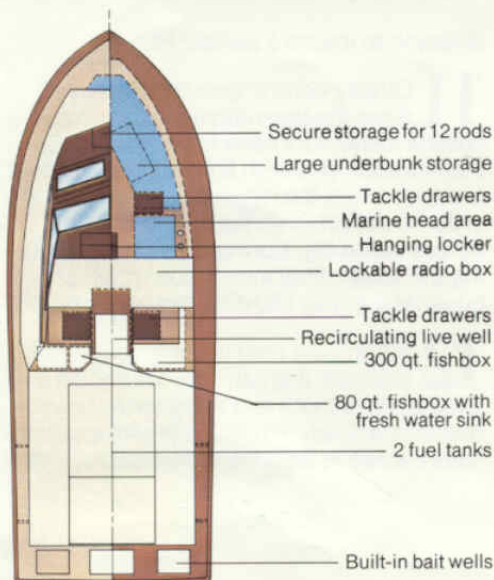 Secure storage for 12 rods
Large underbunk storage
Tackle drawers
Marine head area
Hanging locker
Lockable radio box
Tackle drawers
Recirculating live well
300 qt. fishbox
80 qt. fishbox with
fresh water sink
2 fuel tanks
Built-in bait wells